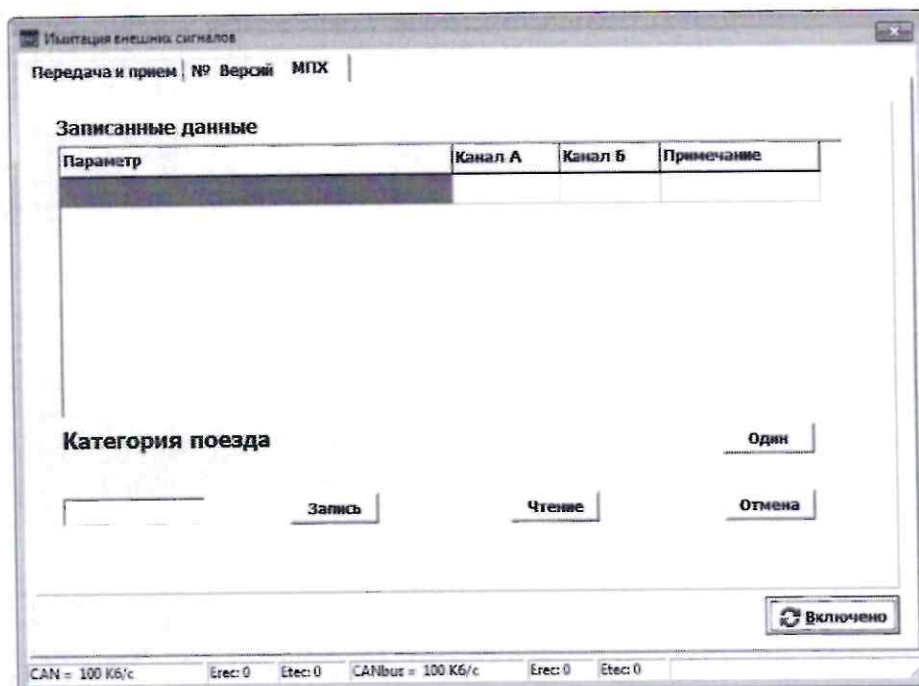 Имитация внешних сигналов
Передача и прием № Версий МПХ
Записанные данные
Параметр Канал А Канал Б Примечание
Категория поезда
Один
Запись Чтение Отмена
Включено
CAN = 100 Кб/с Erec: 0 Etec: 0 CANbus = 100 Кб/с Erec: 0 Etec: 0